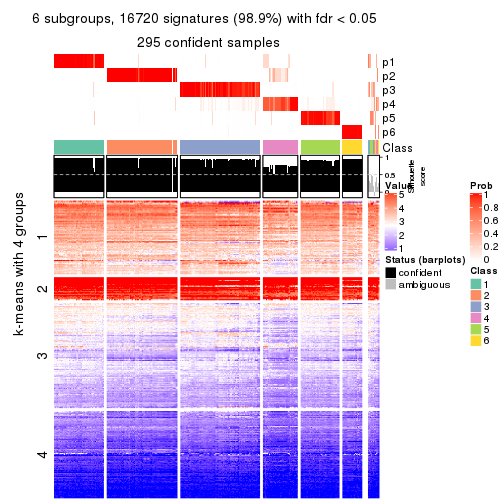 6 subgroups, 16720 signatures (98.9%) with fdr < 0.05
295 confident samples
p1
p2
p3
p4
p5
p6
Class
1
0.5
0
Silhouette
score
k-means with 4 groups
1
2
3
4
Value
5
4
3
2
1
Status (barplots)
confident
ambiguous
Prob
1
0.8
0.6
0.4
0.2
0
Class
1
2
3
4
5
6